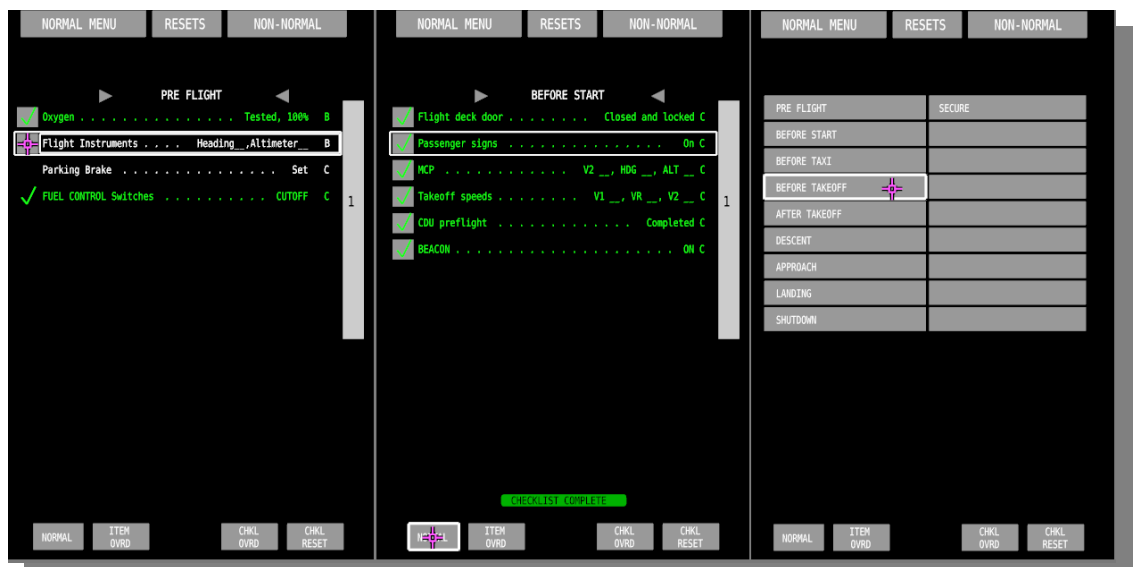 NORMAL MENU RESETS NON-NORMAL
PRE FLIGHT
Oxygen . . . . . . . . . . . . . . . Tested, 100% B
Flight Instruments . . . . Heading__,Altimeter__ B
Parking Brake . . . . . . . . . . . . . . . . Set C
FUEL CONTROL Switches . . . . . . . . . . CUTOFF C
1
NORMAL
ITEM OVRD
CHKL OVRD
CHKL RESET
NORMAL MENU RESETS NON-NORMAL
BEFORE START
Flight deck door . . . . . . . . Closed and locked C
Passenger signs . . . . . . . . . . . . . . . . On C
MCP . . . . . . . . . . . . V2 __, HDG __, ALT __ C
Takeoff speeds . . . . . . . . V1 __, VR __, V2 __ C
CDU preflight . . . . . . . . . . . . . Completed C
BEACON . . . . . . . . . . . . . . . . . . . . . ON C
1
CHECKLIST COMPLETE
NORMAL
ITEM OVRD
CHKL OVRD
CHKL RESET
NORMAL MENU RESETS NON-NORMAL
PRE FLIGHT SECURE
BEFORE START
BEFORE TAXI
BEFORE TAKEOFF
AFTER TAKEOFF
DESCENT
APPROACH
LANDING
SHUTDOWN
NORMAL
ITEM OVRD
CHKL OVRD
CHKL RESET